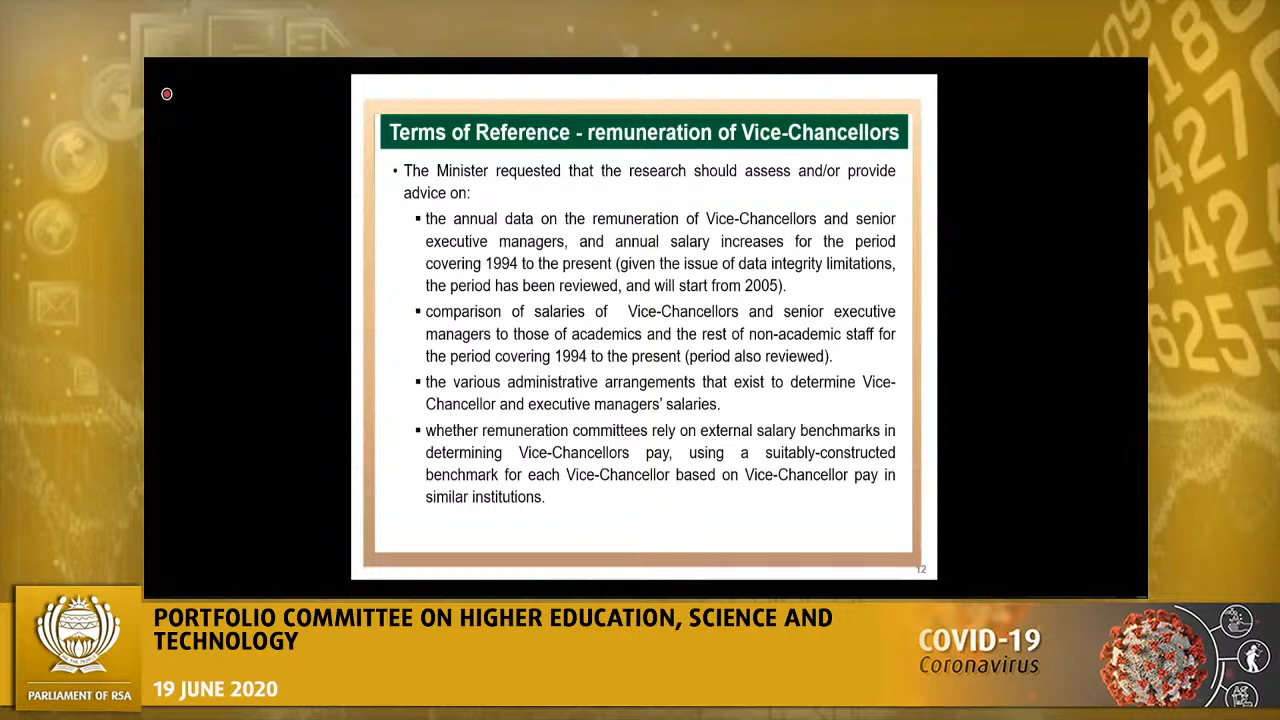 Terms of Reference - remuneration of Vice-Chancellors
• The Minister requested that the research should assess and/or provide
advice on:
▪ the annual data on the remuneration of Vice-Chancellors and senior
executive managers, and annual salary increases for the period
covering 1994 to the present (given the issue of data integrity limitations,
the period has been reviewed, and will start from 2005).
▪ comparison of salaries of Vice-Chancellors and senior executive
managers to those of academics and the rest of non-academic staff for
the period covering 1994 to the present (period also reviewed).
▪ the various administrative arrangements that exist to determine Vice-
Chancellor and executive managers’ salaries.
▪ whether remuneration committees rely on external salary benchmarks in
determining Vice-Chancellors pay, using a suitably-constructed
benchmark for each Vice-Chancellor based on Vice-Chancellor pay in
similar institutions.
12
PORTFOLIO COMMITTEE ON HIGHER EDUCATION, SCIENCE AND
TECHNOLOGY
19 JUNE 2020
PARLIAMENT OF RSA
COVID-19
Coronavirus